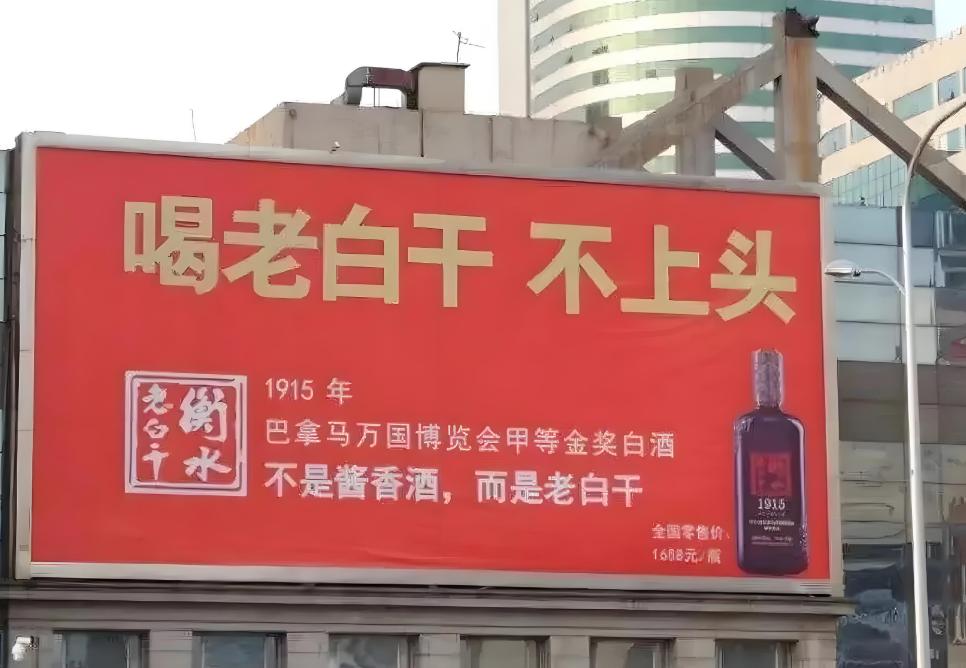 喝老白干 不上头
衡水
老白干
1915 年
巴拿马万国博览会甲等金奖白酒
不是酱香酒，而是老白干
全国零售价:
1688元/瓶
1915